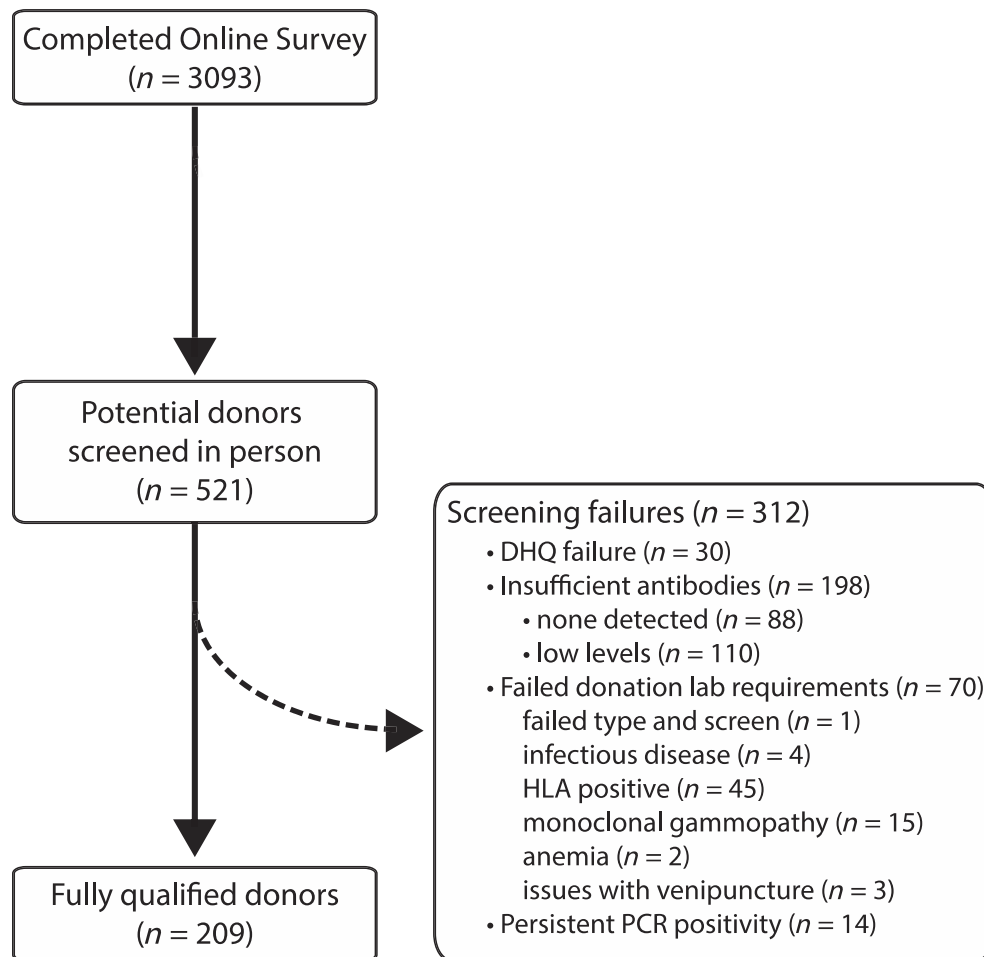 Completed Online Survey
(n = 3093)
Potential donors
screened in person
(n = 521)
Screening failures (n = 312)
• DHQ failure (n = 30)
• Insufficient antibodies (n = 198)
• none detected (n = 88)
• low levels (n = 110)
• Failed donation lab requirements (n = 70)
failed type and screen (n = 1)
infectious disease (n = 4)
HLA positive (n = 45)
monoclonal gammopathy (n = 15)
anemia (n = 2)
issues with venipuncture (n = 3)
• Persistent PCR positivity (n = 14)
Fully qualified donors
(n = 209)